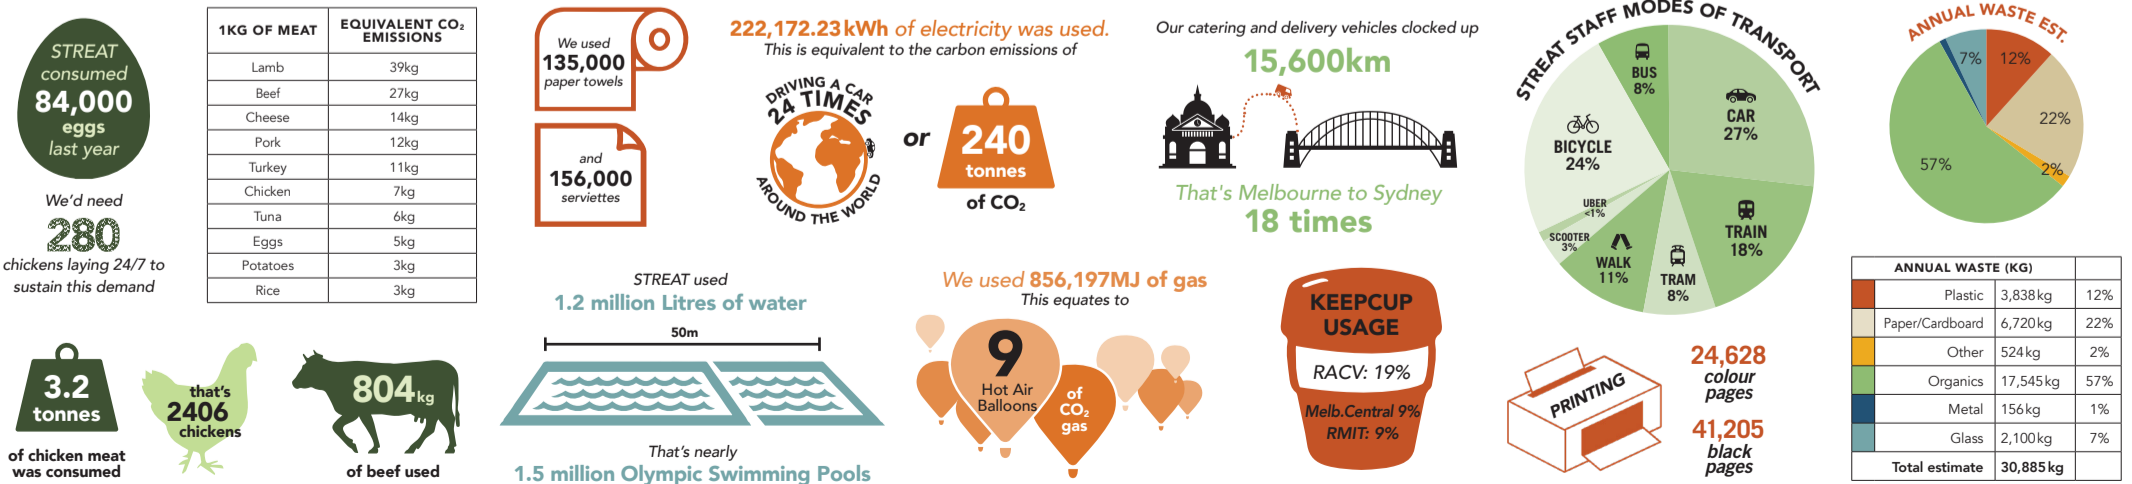 STREAT
consumed
84,000
eggs
last year
We'd need
280
chickens laying 24/7 to
sustain this demand
1KG OF MEAT EQUIVALENT CO₂ EMISSIONS
Lamb 39kg
Beef 27kg
Cheese 14kg
Pork 12kg
Turkey 11kg
Chicken 7kg
Tuna 6kg
Eggs 5kg
Potatoes 3kg
Rice 3kg
3.2
tonnes
of chicken meat
was consumed
that's
2406
chickens
804kg
of beef used
We used
135,000
paper towels
and
156,000
serviettes
222,172.23kWh of electricity was used.
This is equivalent to the carbon emissions of
DRIVING A CAR
24 TIMES
AROUND THE WORLD
or
240
tonnes
of CO₂
STREAT used
1.2 million Litres of water
50m
That's nearly
1.5 million Olympic Swimming Pools
We used 856,197MJ of gas
This equates to
9
Hot Air
Balloons
of
CO₂
gas
Our catering and delivery vehicles clocked up
15,600km
That's Melbourne to Sydney
18 times
KEEPCUP
USAGE
RACV: 19%
Melb.Central 9%
RMIT: 9%
STREAT STAFF MODES OF TRANSPORT
BUS
8%
CAR
27%
BICYCLE
24%
TRAIN
18%
UBER
<1%
SCOOTER
3%
WALK
11%
TRAM
8%
PRINTING
24,628
colour
pages
41,205
black
pages
ANNUAL WASTE EST.
7%
12%
22%
57%
2%
ANNUAL WASTE (KG)
Plastic 3,838kg 12%
Paper/Cardboard 6,720kg 22%
Other 524kg 2%
Organics 17,545kg 57%
Metal 156kg 1%
Glass 2,100kg 7%
Total estimate 30,885kg